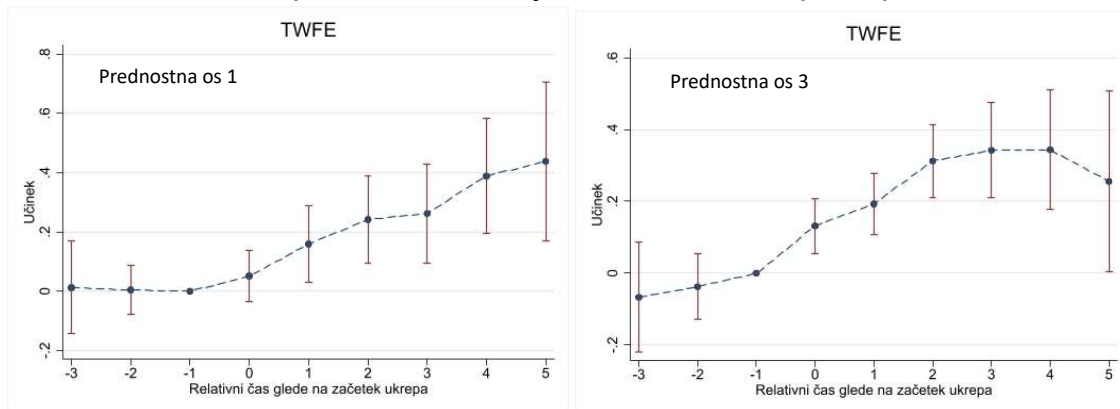 TWFE
Prednostna os 1
.8
.6
.4
.2
0
-.2
Učinek
-3 -2 -1 0 1 2 3 4 5
Relativni čas glede na začetek ukrepa
TWFE
Prednostna os 3
.6
.4
.2
0
-.2
Učinek
-3 -2 -1 0 1 2 3 4 5
Relativni čas glede na začetek ukrepa